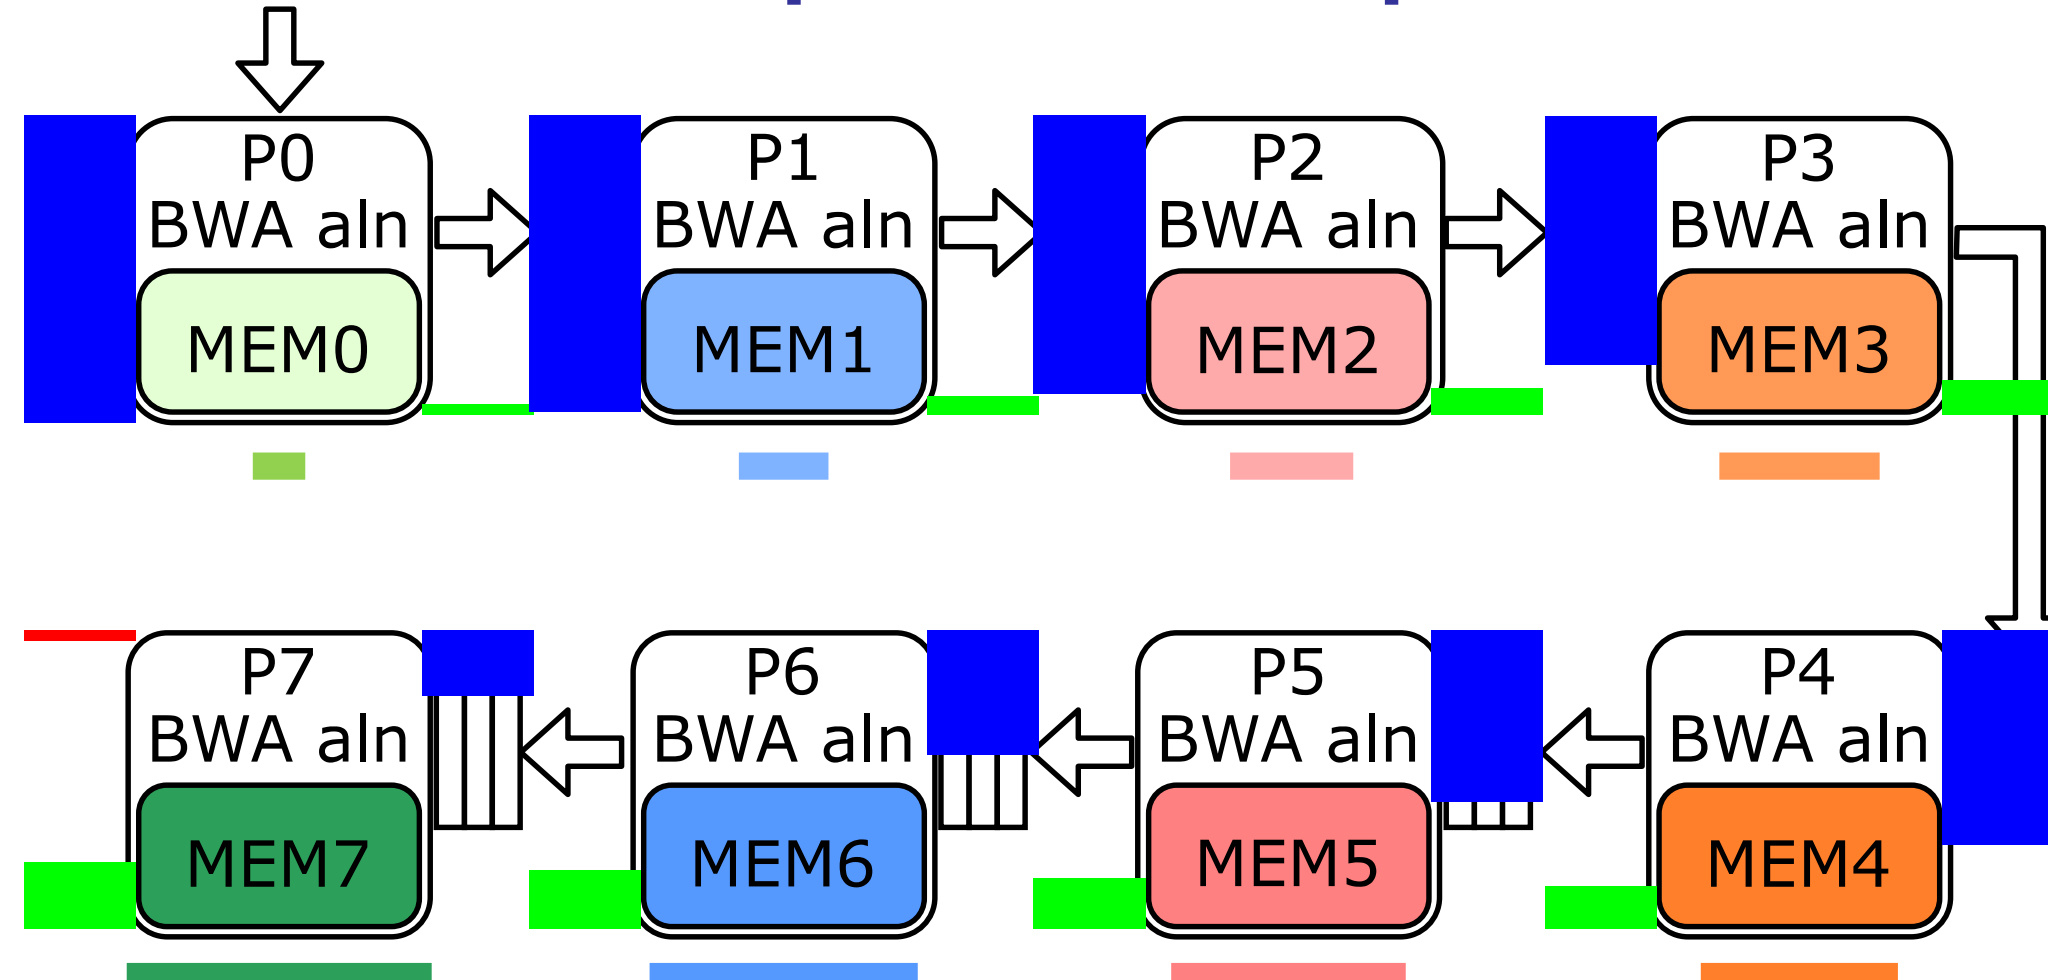 P0
BWA aln
MEM0
P1
BWA aln
MEM1
P2
BWA aln
MEM2
P3
BWA aln
MEM3
P7
BWA aln
MEM7
P6
BWA aln
MEM6
P5
BWA aln
MEM5
P4
BWA aln
MEM4